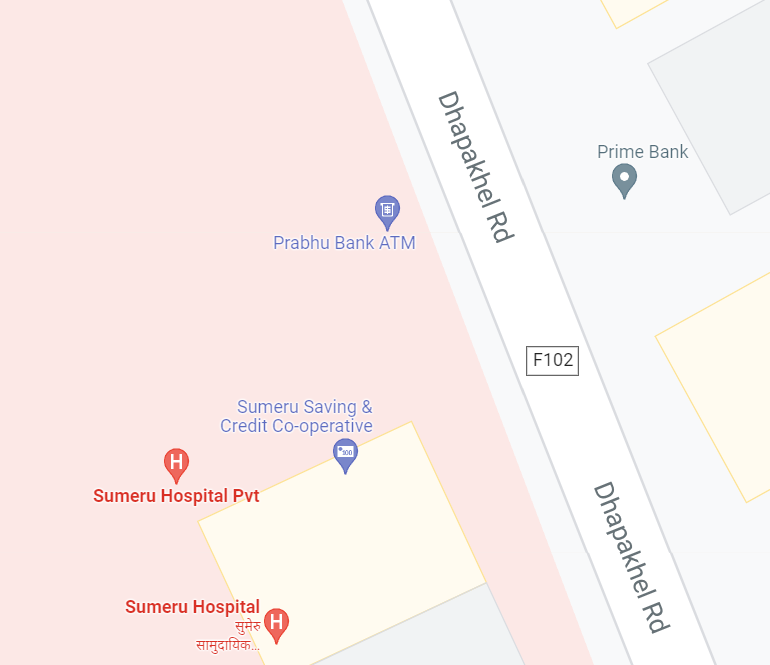 Dhapakhel Rd
Prime Bank
Prabhu Bank ATM
F102
Sumeru Saving &
Credit Co-operative
Sumeru Hospital Pvt
Dhapakhel Rd
Sumeru Hospital
सुमेरु
सामुदायिक...